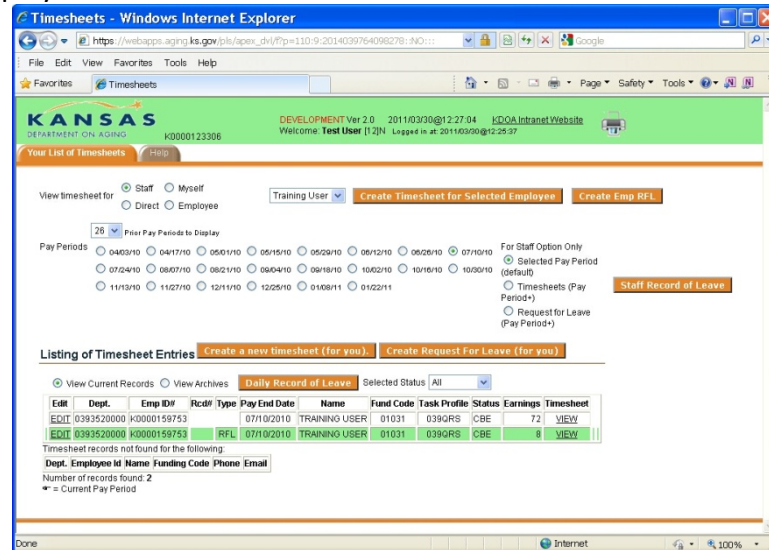 Timesheets - Windows Internet Explorer
https://webapps.aging.ks.gov/pls/apex_dvl/f?p=110:9:2014039764098278::NO:::
Google
File Edit View Favorites Tools Help
Favorites Timesheets Page Safety Tools
KANSAS
DEPARTMENT ON AGING K0000123306
DEVELOPMENT Ver 2.0 2011/03/30@12:27:04 KDOA Intranet Website
Welcome: Test User [12]N Logged in at: 2011/03/30@12:25:37
Your List of Timesheets Help
View timesheet for Staff Myself
Direct Employee
Training User Create Timesheet for Selected Employee Create Emp RFL
26 Prior Pay Periods to Display
Pay Periods 04/03/10 04/17/10 05/01/10 05/15/10 05/29/10 06/12/10 06/26/10 07/10/10
07/24/10 08/07/10 08/21/10 09/04/10 09/18/10 10/02/10 10/16/10 10/30/10
11/13/10 11/27/10 12/11/10 12/25/10 01/08/11 01/22/11
For Staff Option Only
Selected Pay Period
(default)
Timesheets (Pay
Period+)
Request for Leave
(Pay Period+)
Staff Record of Leave
Listing of Timesheet Entries Create a new timesheet (for you). Create Request For Leave (for you)
View Current Records View Archives Daily Record of Leave Selected Status All
Edit Dept. Emp ID# Rcd# Type Pay End Date Name Fund Code Task Profile Status Earnings Timesheet
EDIT 0393520000 K0000159753 07/10/2010 TRAINING USER 01031 039QRS CBE 72 VIEW
EDIT 0393520000 K0000159753 RFL 07/10/2010 TRAINING USER 01031 039QRS CBE 8 VIEW
Timesheet records not found for the following:
Dept. Employee Id Name Funding Code Phone Email
Number of records found: 2
= Current Pay Period
Done Internet 100%